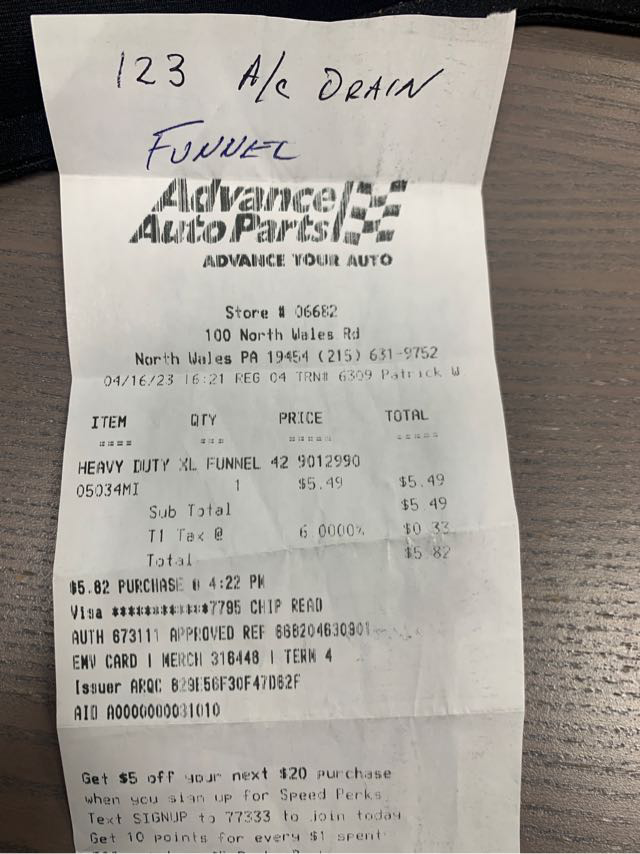 123 A/C DRAIN
FUNNEL
Advance
Auto Parts
ADVANCE YOUR AUTO
Store # 06682
100 North Wales Rd
North Wales PA 19454 (215) 631-9752
04/16/23 16:21 REG 04 TRN# 6309 Patrick W
ITEM QTY PRICE TOTAL
==== === ===== =====
HEAVY DUTY XL FUNNEL 42 9012990
05034MI 1 $5.49 $5.49
Sub Total $5.49
T1 Tax @ 6.0000% $0.33
Total $5.82
$5.82 PURCHASE @ 4:22 PM
Visa ************7795 CHIP READ
AUTH 673111 APPROVED REF 668204630901
EMV CARD | MERCH 316448 | TERM 4
Issuer ARQC 829E56F30F47D62F
AID A0000000031010
Get $5 off your next $20 purchase
when you sign up for Speed Perks
Text SIGNUP to 77333 to join today
Get 10 points for every $1 spent